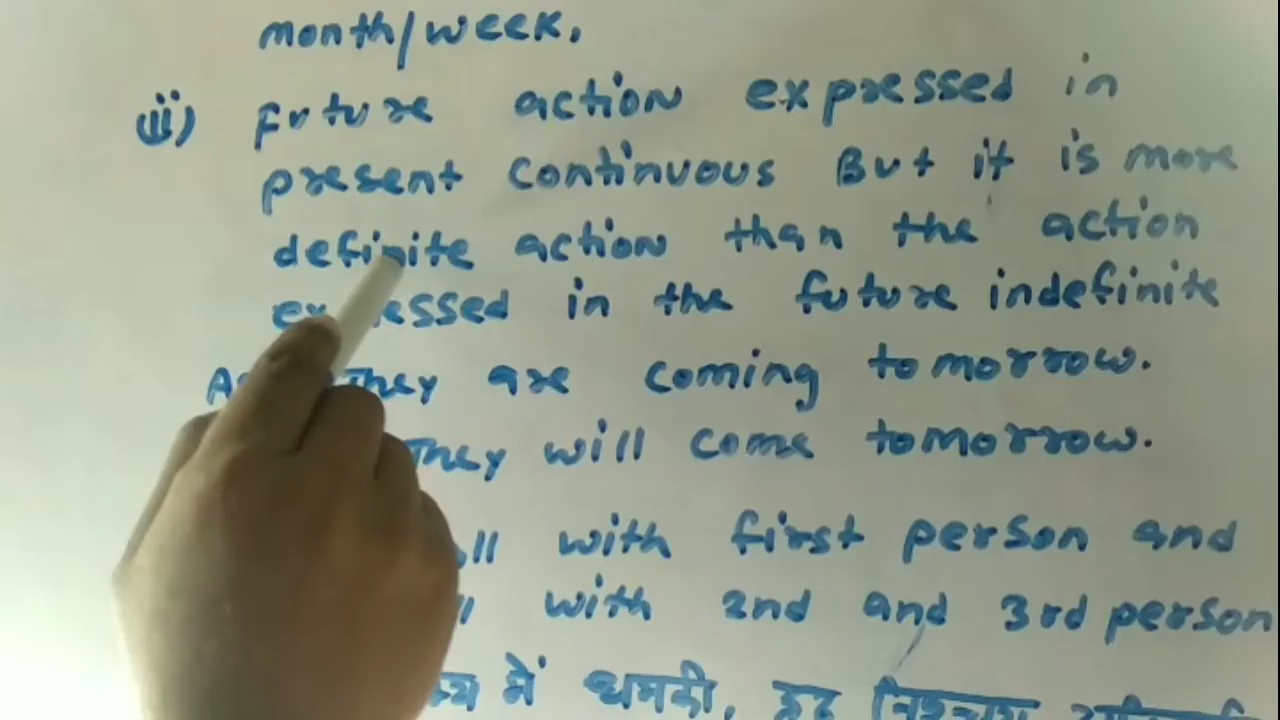 month/week.
(iii) Future action expressed in
present continuous But it is more
definite action than the action
expressed in the future indefinite
They are coming tomorrow.
They will come tomorrow.
with first person and
with 2nd and 3rd person
में धमकी, दृढ़ निश्चय